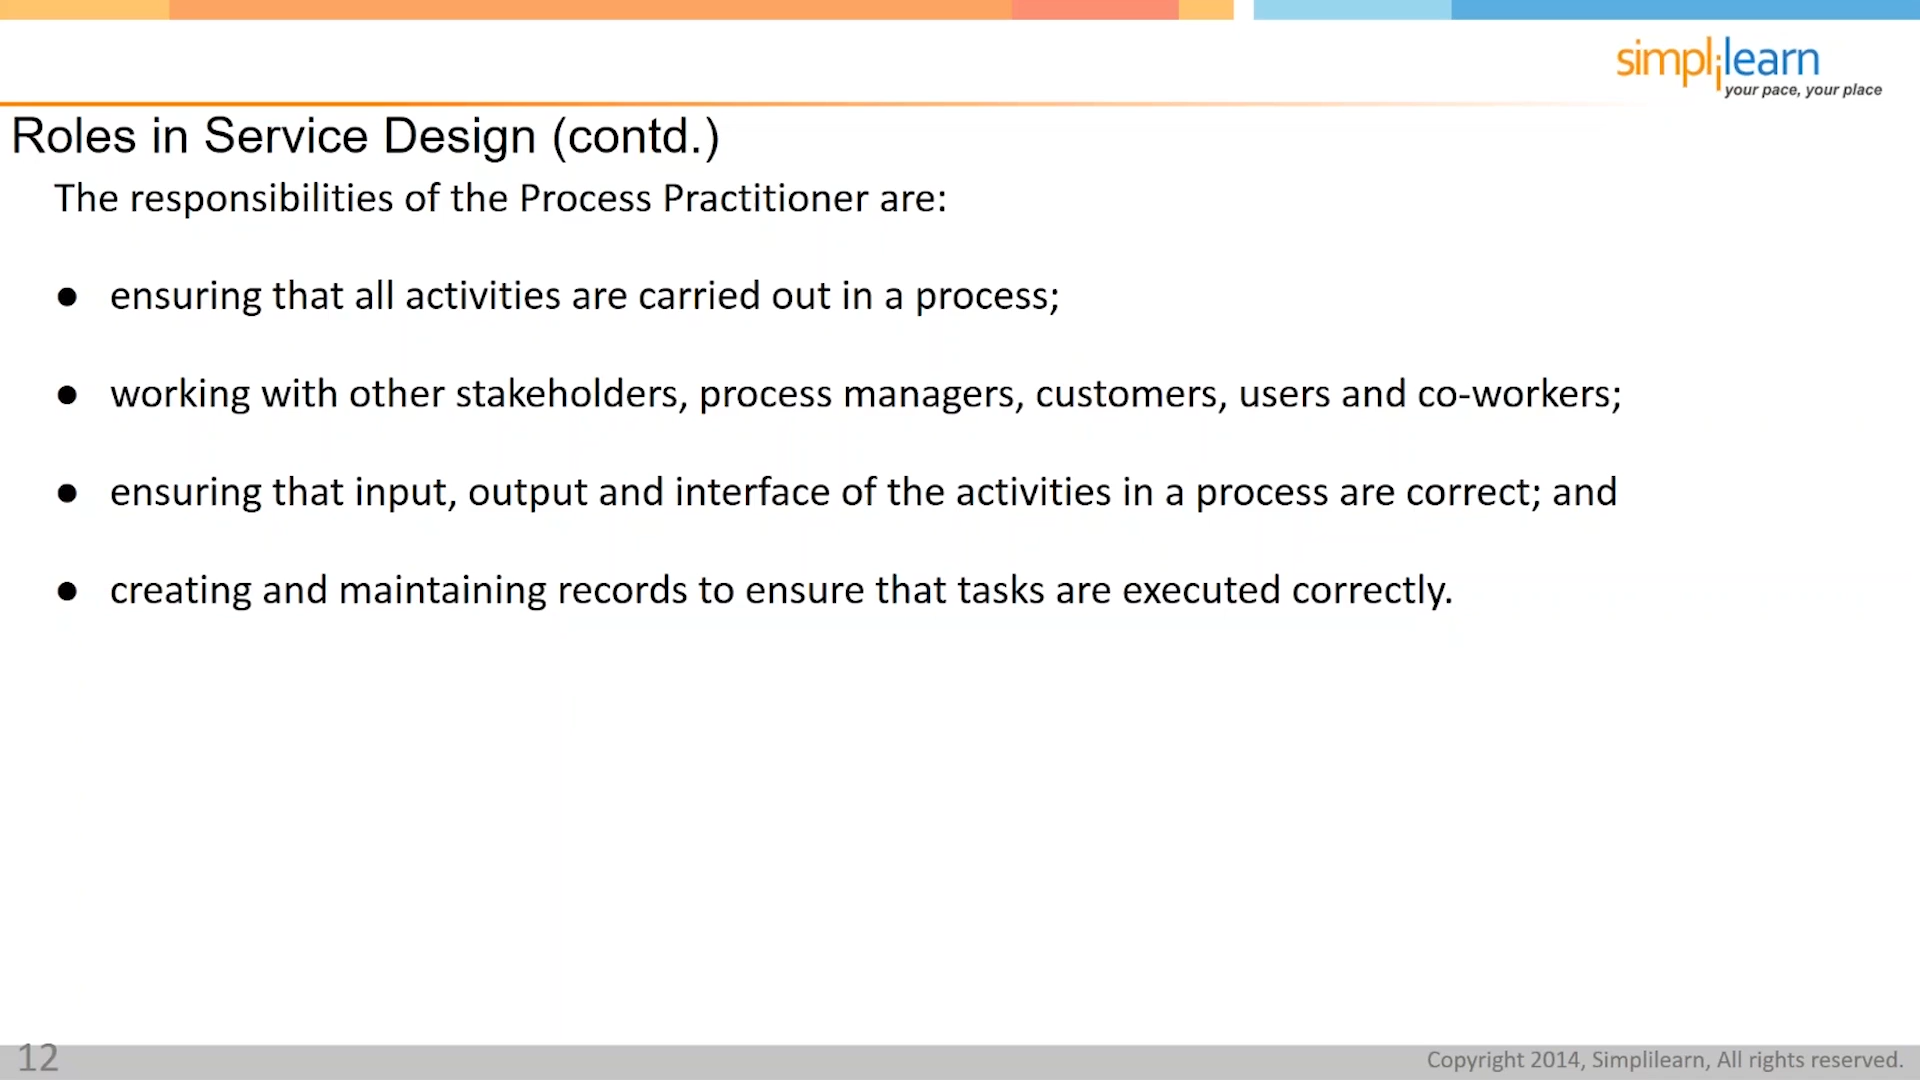 simplilearn
your pace, your place
Roles in Service Design (contd.)
The responsibilities of the Process Practitioner are:
● ensuring that all activities are carried out in a process;
● working with other stakeholders, process managers, customers, users and co-workers;
● ensuring that input, output and interface of the activities in a process are correct; and
● creating and maintaining records to ensure that tasks are executed correctly.
12
Copyright 2014, Simplilearn, All rights reserved.